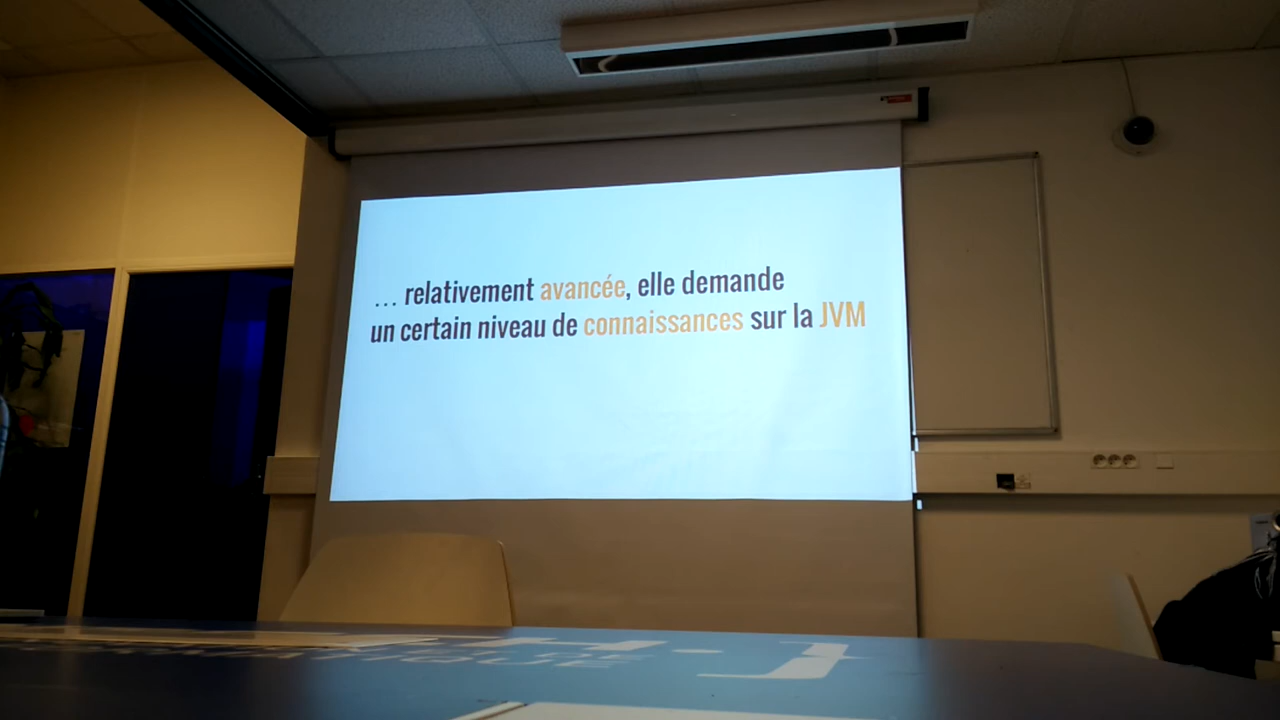 ... relativement avancée, elle demande
un certain niveau de connaissances sur la JVM